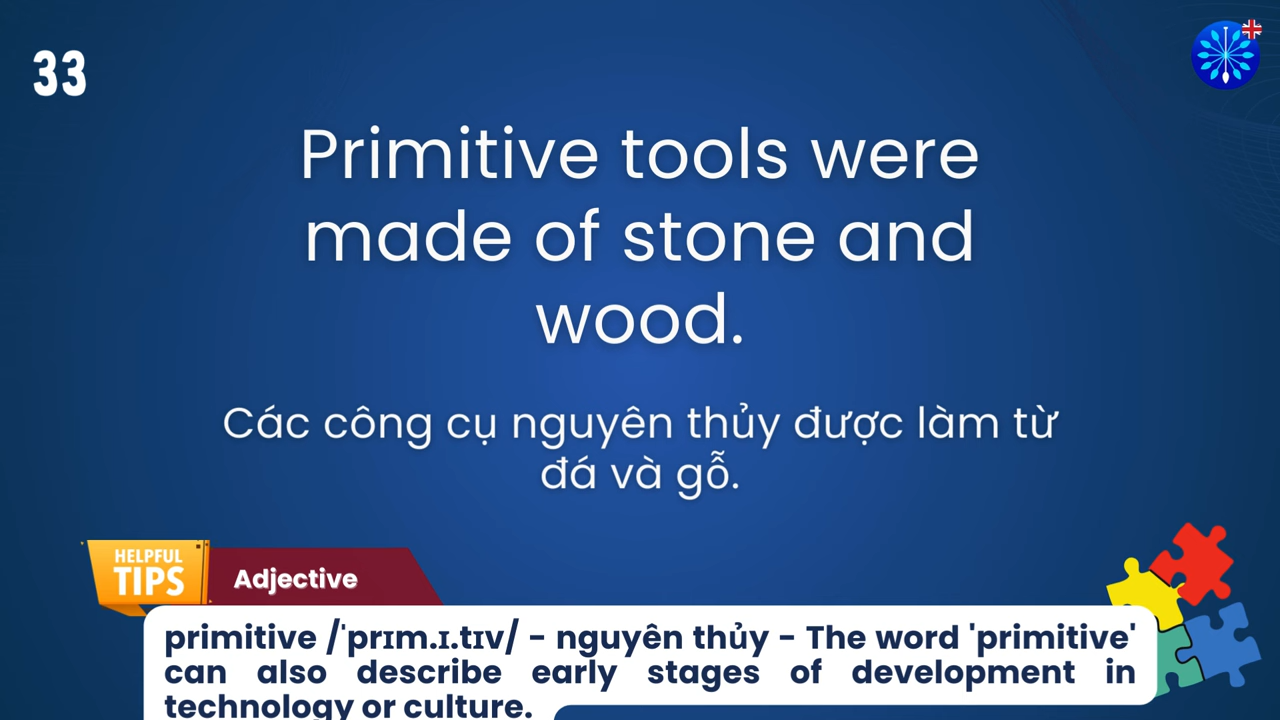 33
Primitive tools were
made of stone and
wood.
Các công cụ nguyên thủy được làm từ
đá và gỗ.
HELPFUL
TIPS
Adjective
primitive /ˈprɪm.ɪ.tɪv/ - nguyên thủy - The word 'primitive'
can also describe early stages of development in
technology or culture.